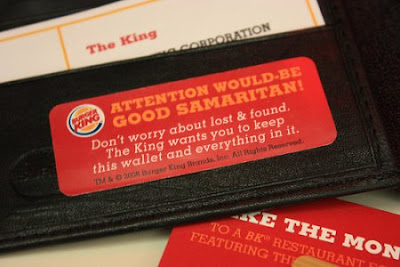 The King
CORPORATION
BURGER
KING
ATTENTION WOULD-BE
GOOD SAMARITAN!
Don't worry about lost & found.
The King wants you to keep
this wallet and everything in it.
TM & © 2008 Burger King Brands, Inc. All Rights Reserved.
KE THE MON
TO A BK® RESTAURANT
FEATURING THE